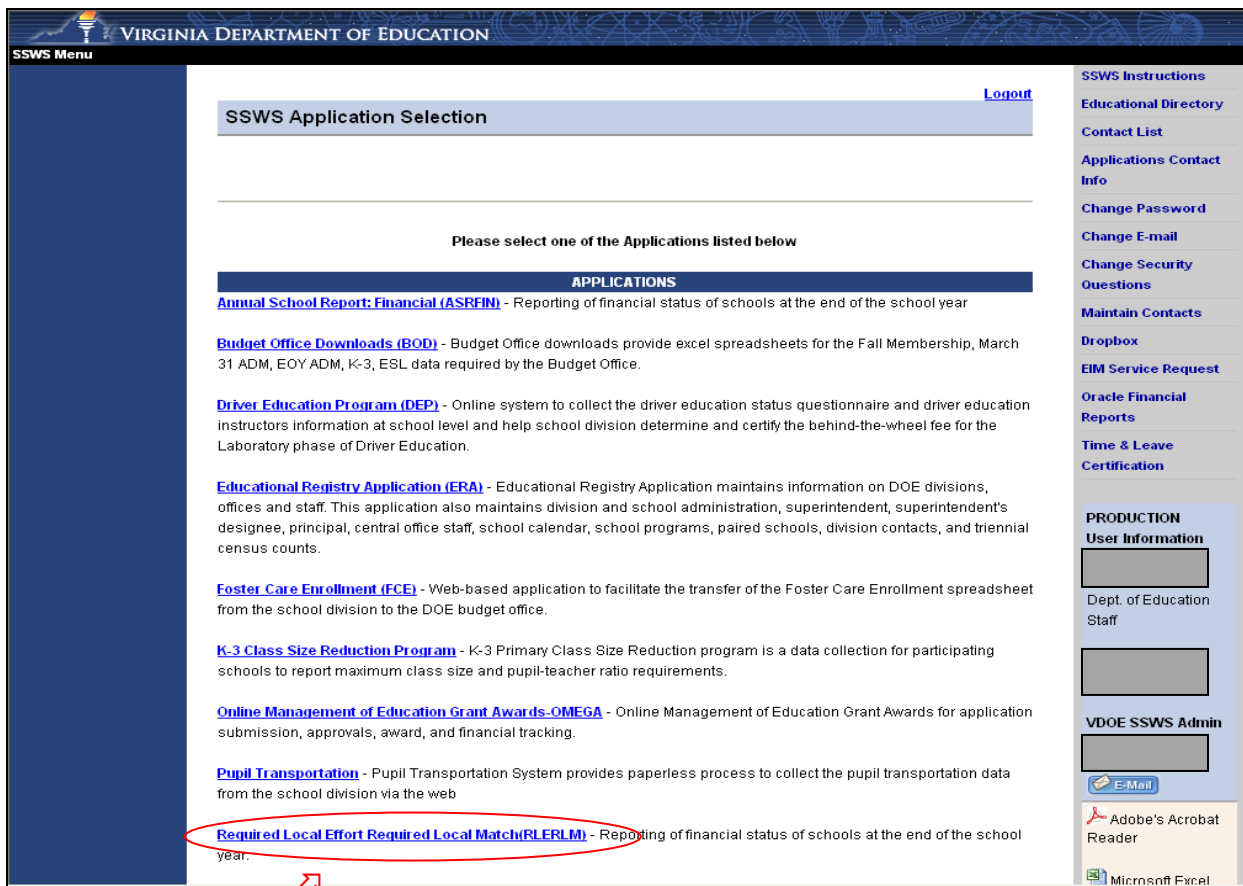 VIRGINIA DEPARTMENT OF EDUCATION
SSWS Menu
Logout
SSWS Application Selection
Please select one of the Applications listed below
APPLICATIONS
Annual School Report: Financial (ASRFIN) - Reporting of financial status of schools at the end of the school year
Budget Office Downloads (BOD) - Budget Office downloads provide excel spreadsheets for the Fall Membership, March
31 ADM, EOY ADM, K-3, ESL data required by the Budget Office.
Driver Education Program (DEP) - Online system to collect the driver education status questionnaire and driver education
instructors information at school level and help school division determine and certify the behind-the-wheel fee for the
Laboratory phase of Driver Education.
Educational Registry Application (ERA) - Educational Registry Application maintains information on DOE divisions,
offices and staff. This application also maintains division and school administration, superintendent, superintendent's
designee, principal, central office staff, school calendar, school programs, paired schools, division contacts, and triennial
census counts.
Foster Care Enrollment (FCE) - Web-based application to facilitate the transfer of the Foster Care Enrollment spreadsheet
from the school division to the DOE budget office.
K-3 Class Size Reduction Program - K-3 Primary Class Size Reduction program is a data collection for participating
schools to report maximum class size and pupil-teacher ratio requirements.
Online Management of Education Grant Awards-OMEGA - Online Management of Education Grant Awards for application
submission, approvals, award, and financial tracking.
Pupil Transportation - Pupil Transportation System provides paperless process to collect the pupil transportation data
from the school division via the web
Required Local Effort Required Local Match(RLERLM) - Reporting of financial status of schools at the end of the school
year.
SSWS Instructions
Educational Directory
Contact List
Applications Contact
Info
Change Password
Change E-mail
Change Security
Questions
Maintain Contacts
Dropbox
EIM Service Request
Oracle Financial
Reports
Time & Leave
Certification
PRODUCTION
User Information
Dept. of Education
Staff
VDOE SSWS Admin
E-Mail
Adobe's Acrobat
Reader
Microsoft Excel